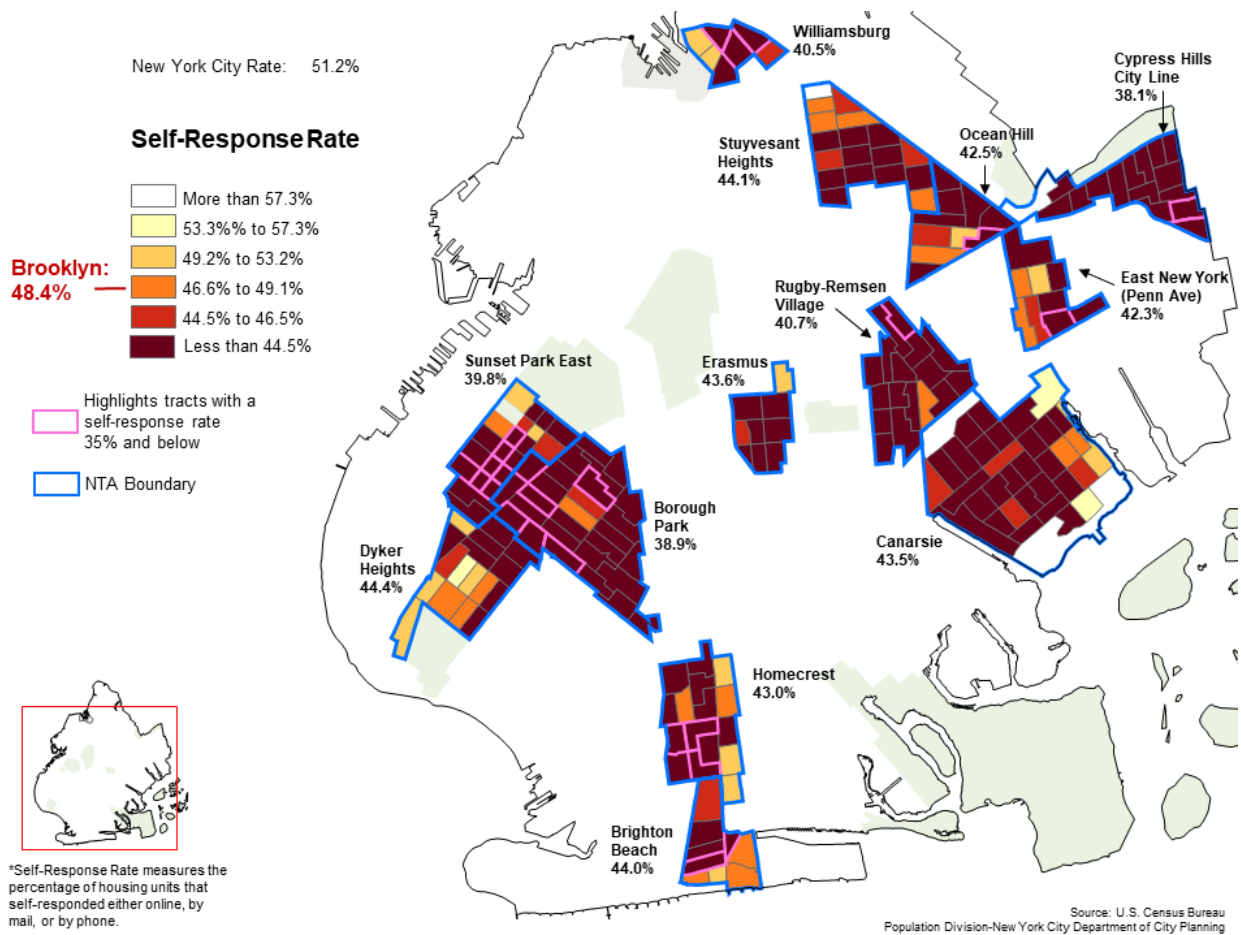 New York City Rate: 51.2%
Self-Response Rate
More than 57.3%
53.3%% to 57.3%
49.2% to 53.2%
46.6% to 49.1%
44.5% to 46.5%
Less than 44.5%
Brooklyn:
48.4%
Highlights tracts with a
self-response rate
35% and below
NTA Boundary
Williamsburg
40.5%
Cypress Hills
City Line
38.1%
Stuyvesant
Heights
44.1%
Ocean Hill
42.5%
East New York
(Penn Ave)
42.3%
Rugby-Remsen
Village
40.7%
Sunset Park East
39.8%
Erasmus
43.6%
Borough
Park
38.9%
Canarsie
43.5%
Dyker
Heights
44.4%
Homecrest
43.0%
Brighton
Beach
44.0%
*Self-Response Rate measures the
percentage of housing units that
self-responded either online, by
mail, or by phone.
Source: U.S. Census Bureau
Population Division-New York City Department of City Planning